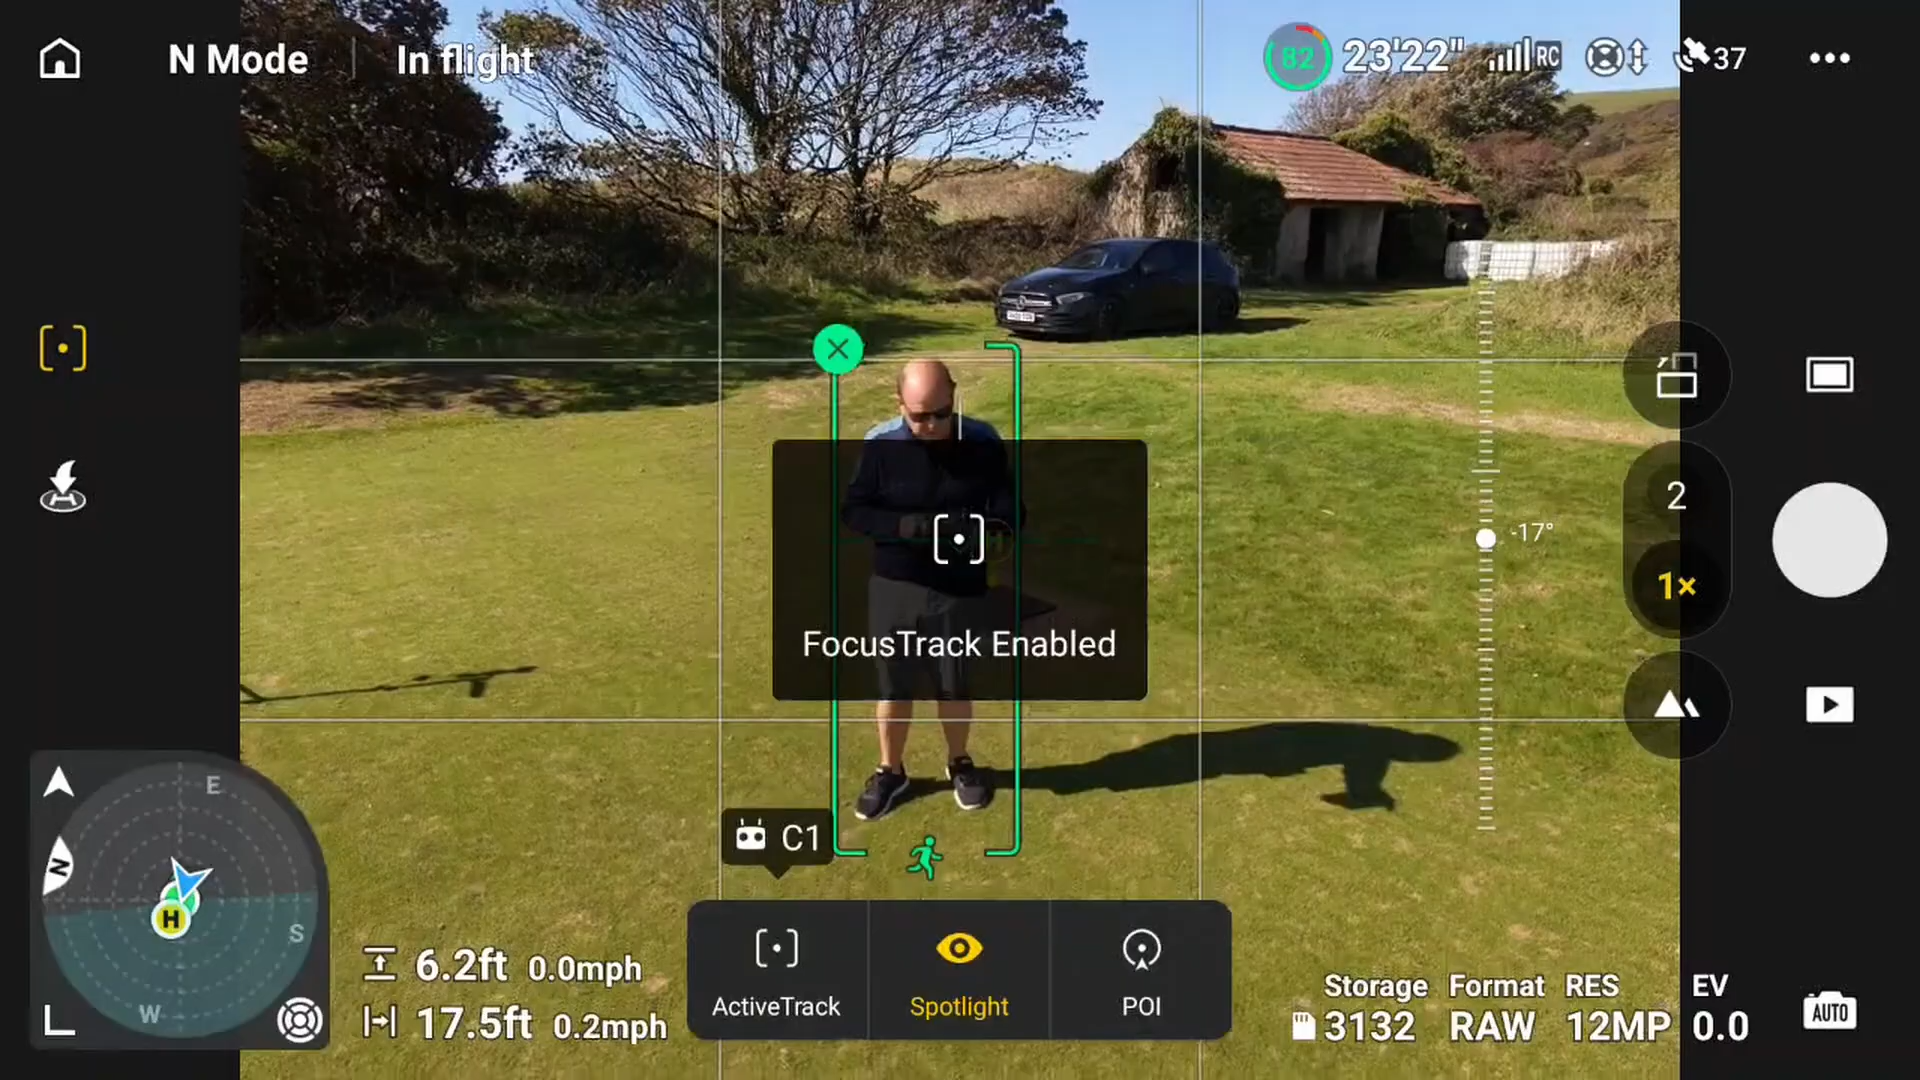 N Mode
In flight
82
23'22"
RC
37
-17°
2
1×
FocusTrack Enabled
C1
E
N
S
W
H
6.2ft 0.0mph
17.5ft 0.2mph
ActiveTrack
Spotlight
POI
Storage Format RES EV
3132 RAW 12MP 0.0
AUTO